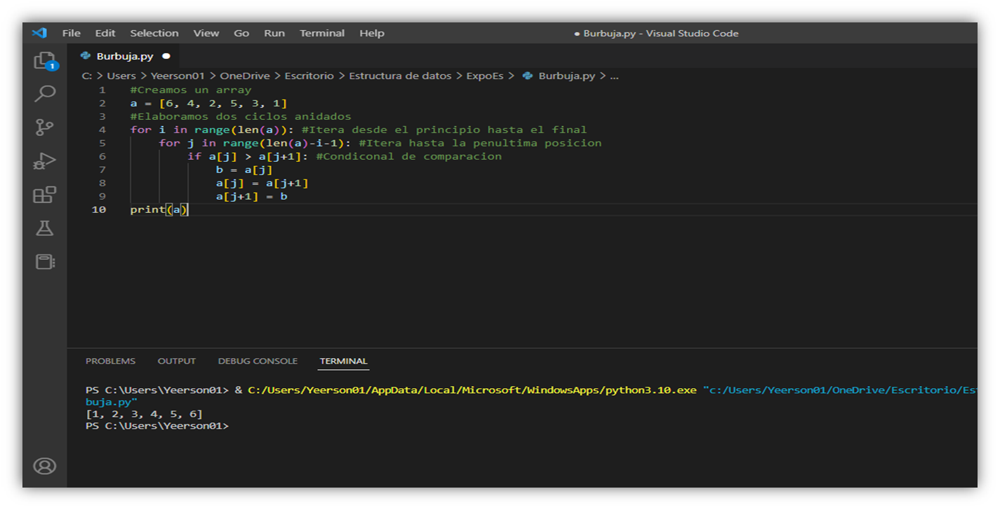 File Edit Selection View Go Run Terminal Help ● Burbuja.py - Visual Studio Code
Burbuja.py ●
1
C: > Users > Yeerson01 > OneDrive > Escritorio > Estructura de datos > ExpoEs > Burbuja.py > ...
1 #Creamos un array
2 a = [6, 4, 2, 5, 3, 1]
3 #Elaboramos dos ciclos anidados
4 for i in range(len(a)): #Itera desde el principio hasta el final
5     for j in range(len(a)-i-1): #Itera hasta la penultima posicion
6         if a[j] > a[j+1]: #Condiconal de comparacion
7             b = a[j]
8             a[j] = a[j+1]
9             a[j+1] = b
10 print(a)
PROBLEMS OUTPUT DEBUG CONSOLE TERMINAL
PS C:\Users\Yeerson01> & C:/Users/Yeerson01/AppData/Local/Microsoft/WindowsApps/python3.10.exe "c:/Users/Yeerson01/OneDrive/Escritorio/Es
buja.py"
[1, 2, 3, 4, 5, 6]
PS C:\Users\Yeerson01>